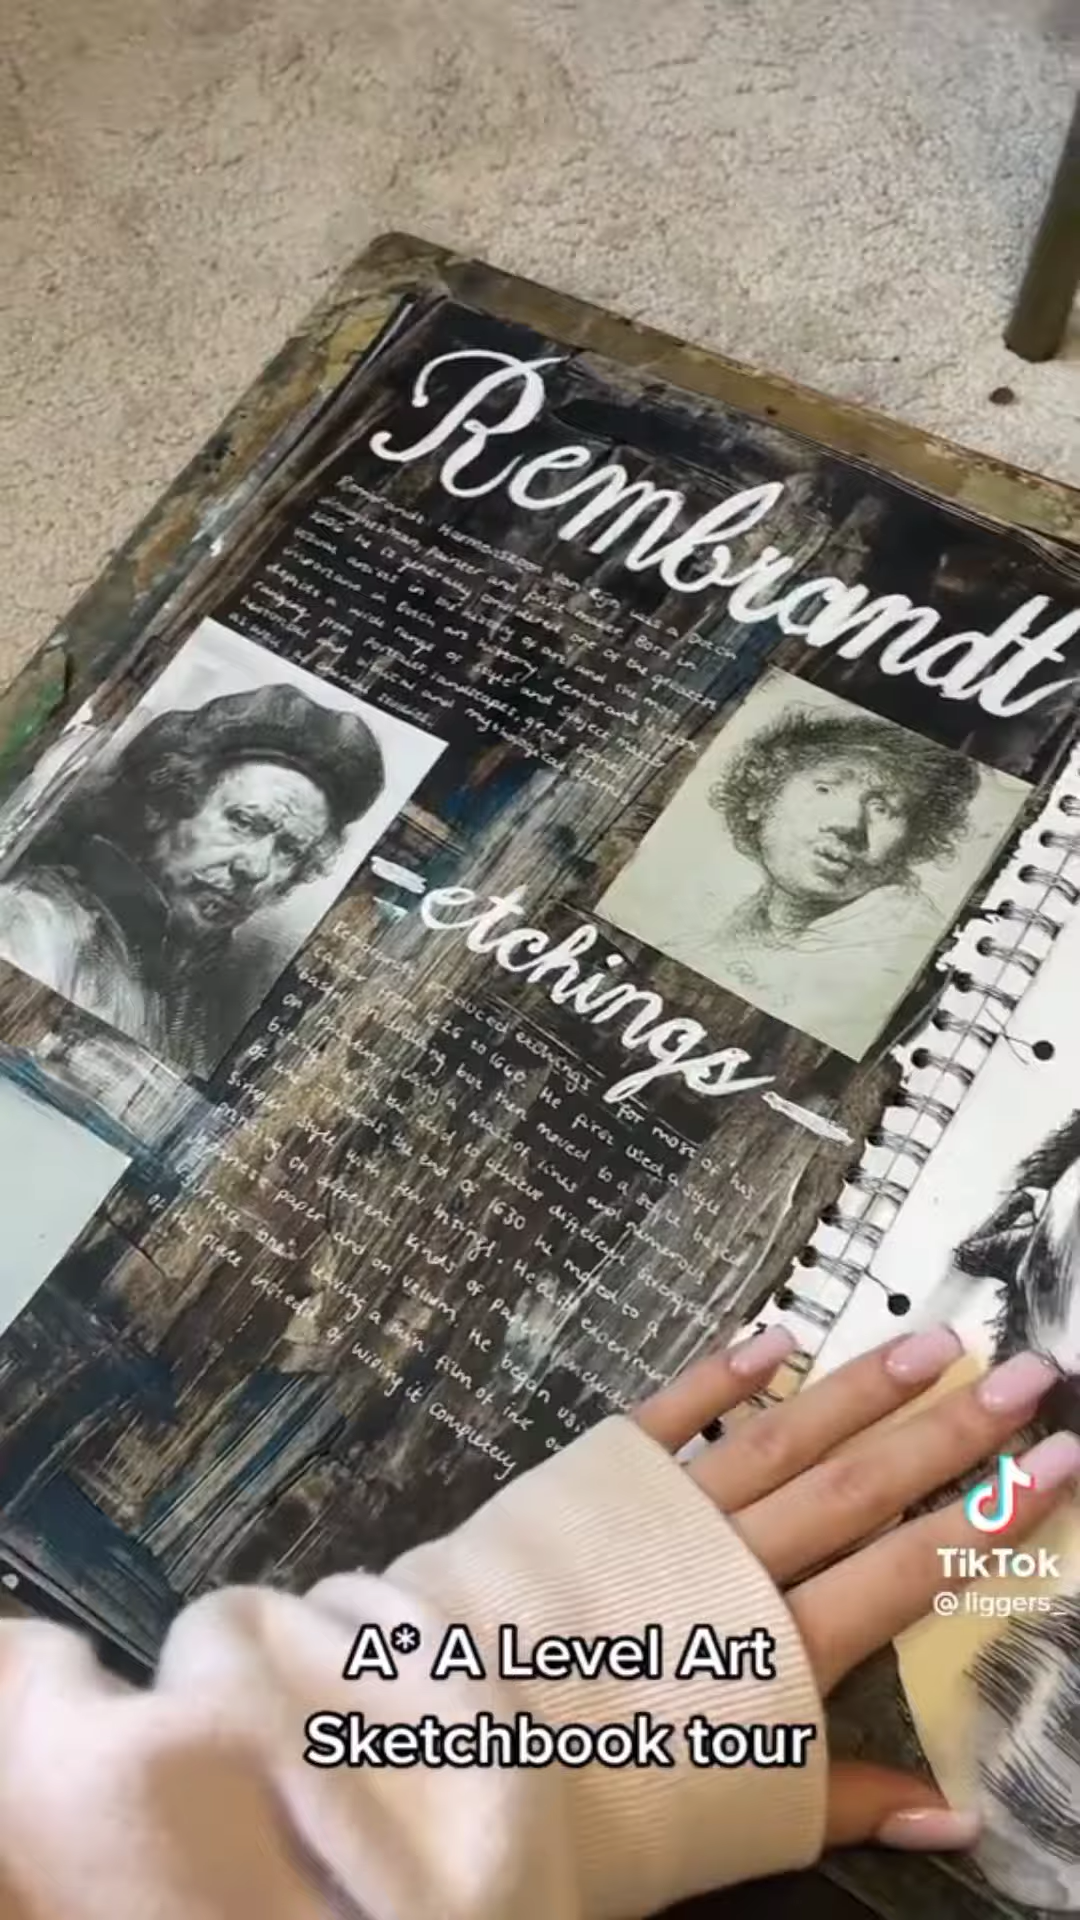 Rembrandt
Rembrandt Harmenszoon van Rijn was a Dutch
draughtsman, painter and printmaker. Born in
1606 he is generally considered one of the greatest
visual artists in the history of art and the most
important in Dutch art history. Rembrandt's work
depicts a wide range of styles and subject matter
ranging from portraits, landscapes, genre scenes,
historical and biblical and mythological themes
as well as animal studies.
etchings
Rembrandt produced etchings for most of his
career from 1626 to 1660. He first used a style
based on drawing but then moved to a style based
on painting, using a mass of lines and numerous
bitings with the acid to achieve different strengths
of line. Towards the end of 1630 he moved to a
simpler style with few bitings. He
printing on different kinds of paper, including
Japanese paper and on vellum. He began using
"surface tone" leaving a thin film of ink on
of the piece instead of wiping it completely
TikTok
@liggers_
A* A Level Art
Sketchbook tour